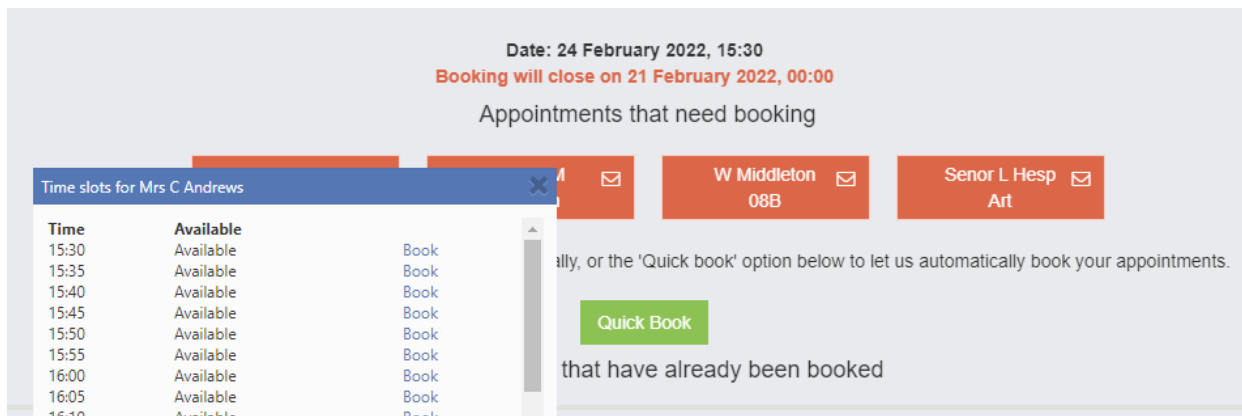 Date: 24 February 2022, 15:30
Booking will close on 21 February 2022, 00:00
Appointments that need booking
W Middleton
08B
Senor L Hesp
Art
Time slots for Mrs C Andrews
Time Available
15:30 Available Book
15:35 Available Book
15:40 Available Book
15:45 Available Book
15:50 Available Book
15:55 Available Book
16:00 Available Book
16:05 Available Book
16:10 Available Book
or the 'Quick book' option below to let us automatically book your appointments.
Quick Book
that have already been booked